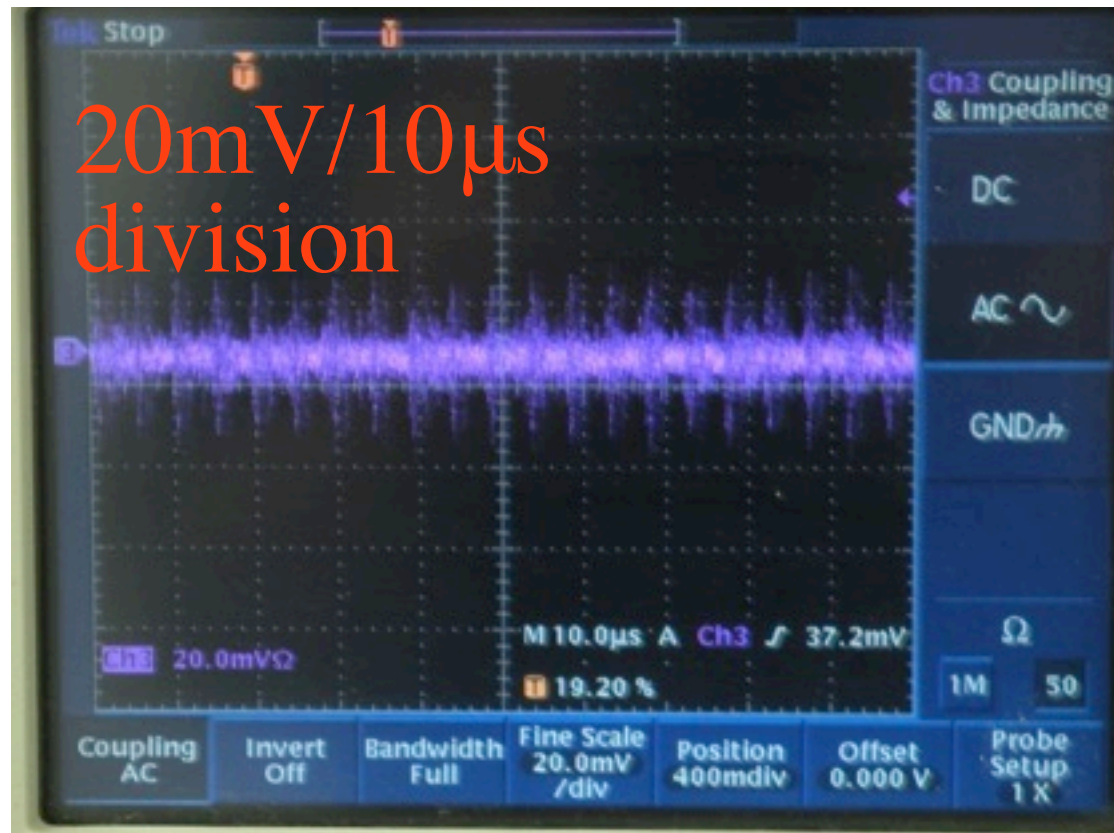 Tek Stop
T
T
20mV/10µs
division
Ch3 Coupling
& Impedance
DC
AC
3
GND
M 10.0µs A Ch3 37.2mV
Ch3 20.0mVΩ
T 19.20 %
Ω
1M 50
Coupling
AC
Invert
Off
Bandwidth
Full
Fine Scale
20.0mV
/div
Position
400mdiv
Offset
0.000 V
Probe
Setup
1 X